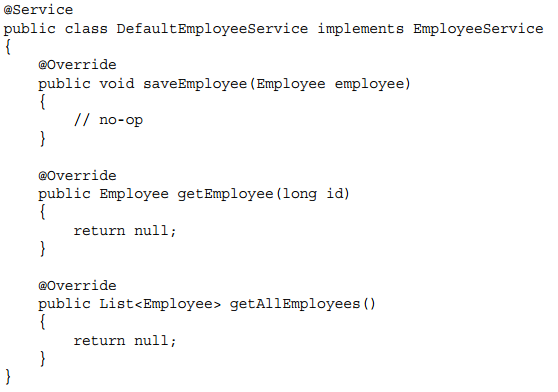 @Service
public class DefaultEmployeeService implements EmployeeService
{
    @Override
    public void saveEmployee(Employee employee)
    {
        // no-op
    }

    @Override
    public Employee getEmployee(long id)
    {
        return null;
    }

    @Override
    public List<Employee> getAllEmployees()
    {
        return null;
    }
}